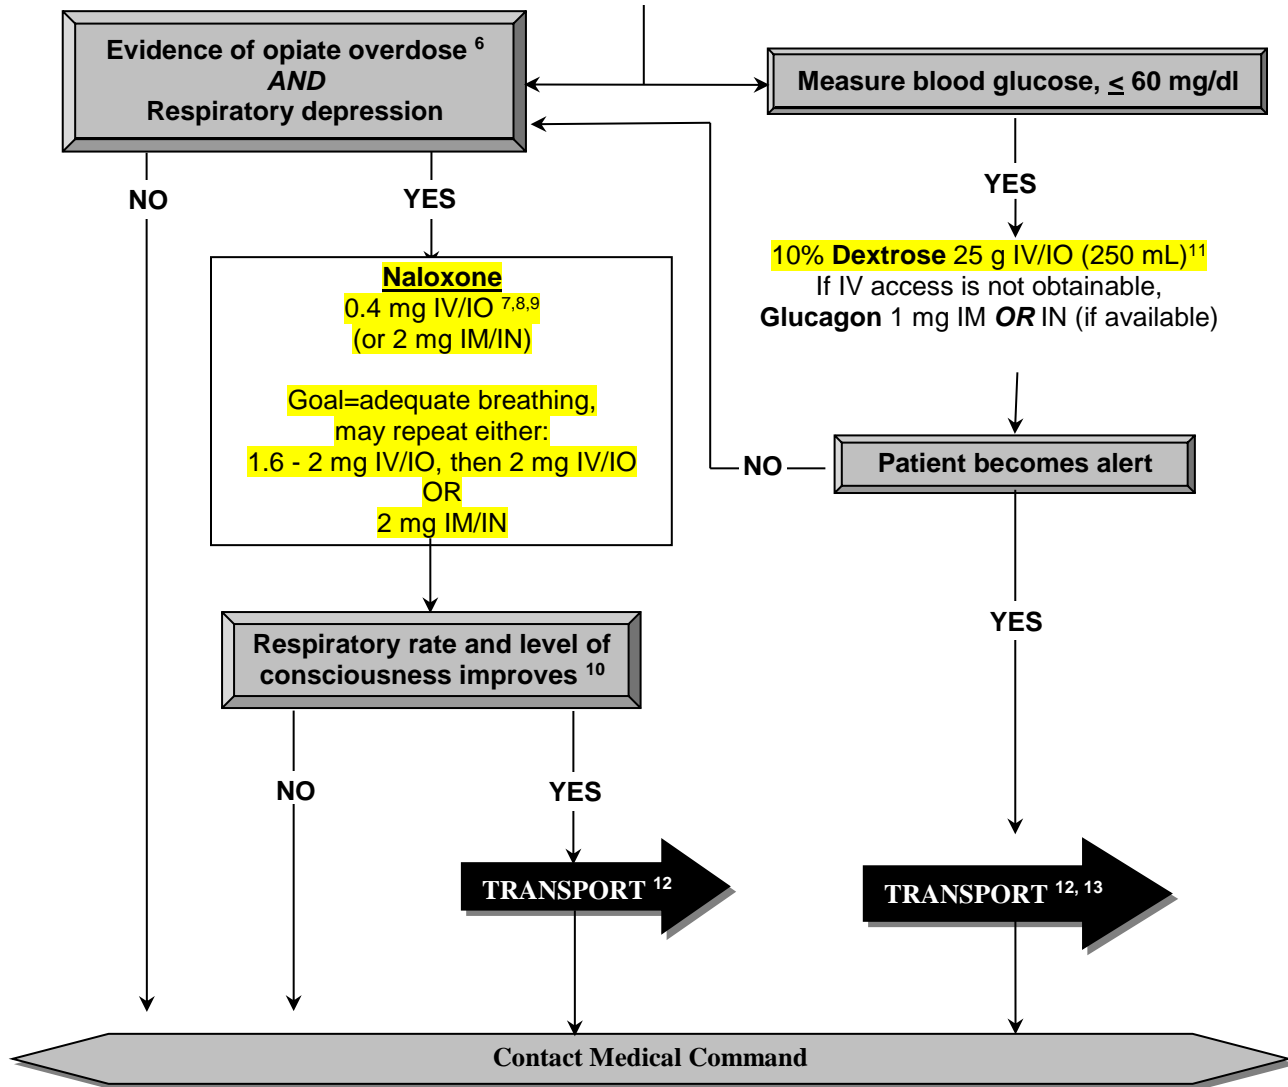 Evidence of opiate overdose 6
AND
Respiratory depression
Measure blood glucose, < 60 mg/dl
NO
YES
YES
Naloxone
0.4 mg IV/IO 7,8,9
(or 2 mg IM/IN)
Goal=adequate breathing,
may repeat either:
1.6 - 2 mg IV/IO, then 2 mg IV/IO
OR
2 mg IM/IN
10% Dextrose 25 g IV/IO (250 mL)11
If IV access is not obtainable,
Glucagon 1 mg IM OR IN (if available)
NO
Patient becomes alert
Respiratory rate and level of
consciousness improves 10
YES
NO
YES
TRANSPORT 12
TRANSPORT 12, 13
Contact Medical Command